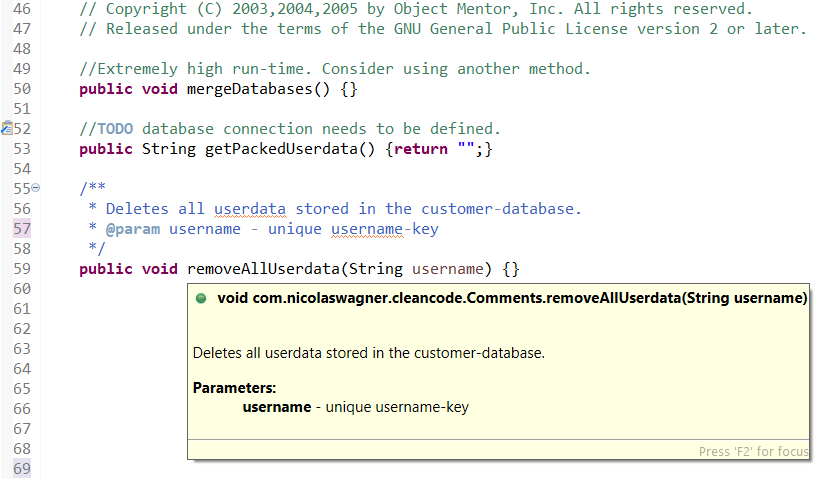 46 // Copyright (C) 2003,2004,2005 by Object Mentor, Inc. All rights reserved.
47 // Released under the terms of the GNU General Public License version 2 or later.
48
49 //Extremely high run-time. Consider using another method.
50 public void mergeDatabases() {}
51
52 //TODO database connection needs to be defined.
53 public String getPackedUserdata() {return "";}
54
55 /**
56 * Deletes all userdata stored in the customer-database.
57 * @param username - unique username-key
58 */
59 public void removeAllUserdata(String username) {}
60
void com.nicolaswagner.cleancode.Comments.removeAllUserdata(String username)
61
62
63
Deletes all userdata stored in the customer-database.
64
65
Parameters:
66
username - unique username-key
67
68
Press 'F2' for focus
69